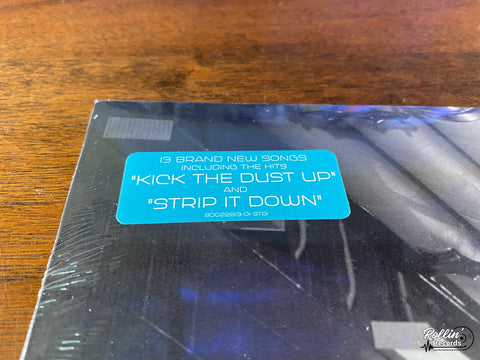 13 BRAND NEW SONGS
INCLUDING THE HITS
"KICK THE DUST UP"
AND
"STRIP IT DOWN"
B0022813-01 ST01
Rollin'
Records